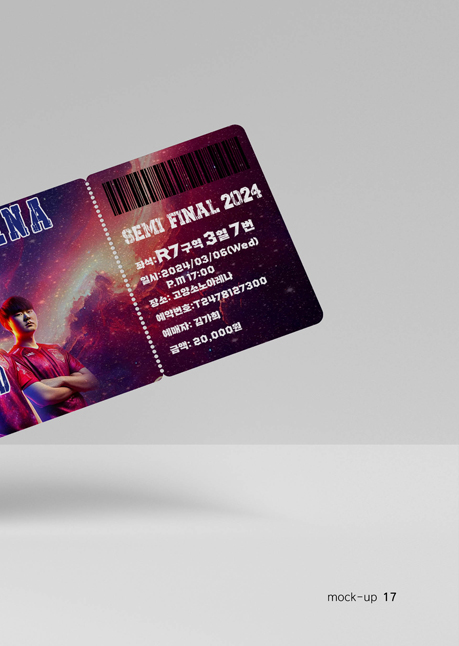 SEMI FINAL 2024
좌석:R7구역 3열 7번
일시:2024/03/06(Wed)
P.M 17:00
장소: 고양소노아레나
예약번호:T2478127300
예매자: 김가희
금액: 20,000원
mock-up 17